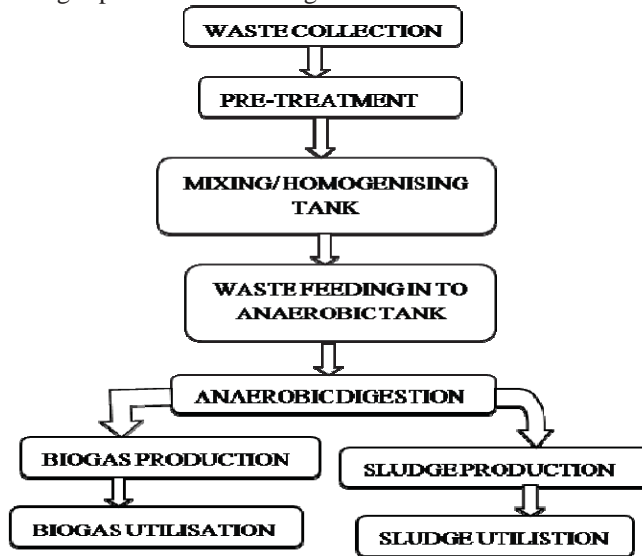 WASTE COLLECTION
PRE-TREATMENT
MIXING/HOMOGENISING
TANK
WASTE FEEDING IN TO
ANAEROBIC TANK
ANAEROBIC DIGESTION
BIOGAS PRODUCTION
SLUDGE PRODUCTION
BIOGAS UTILISATION
SLUDGE UTILISTION